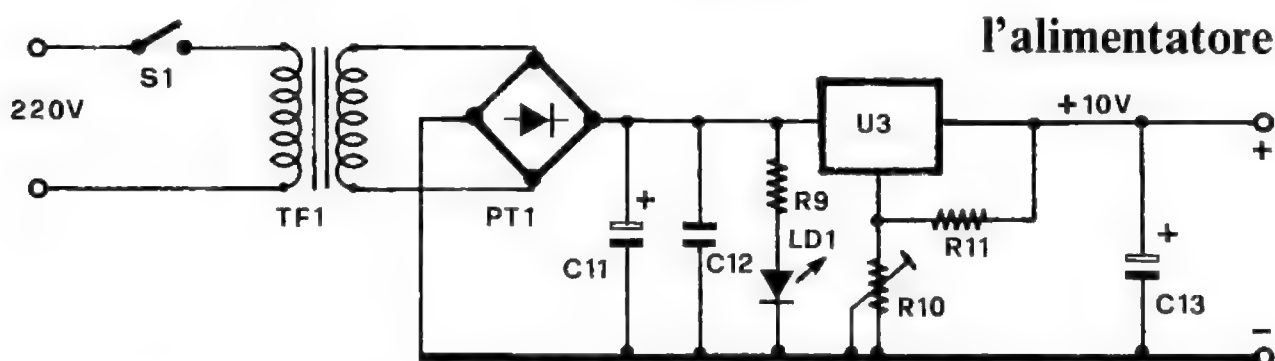 l'alimentatore
S1
220V
TF1
PT1
+
C11
C12
R9
LD1
U3
+10V
R11
R10
+
C13
+
-